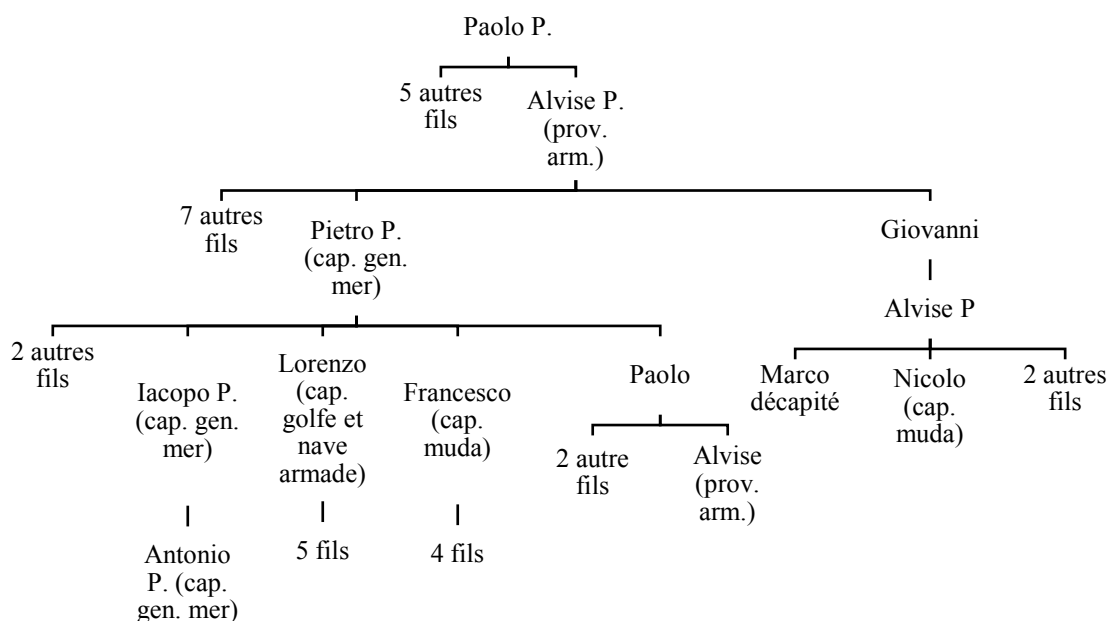 Paolo P.
5 autres
fils
Alvise P.
(prov.
arm.)
7 autres
fils
Pietro P.
(cap. gen.
mer)
Giovanni
Alvise P
2 autres
fils
Iacopo P.
(cap. gen.
mer)
Lorenzo
(cap.
golfe et
nave
armade)
Francesco
(cap.
muda)
Paolo
Marco
décapité
Nicolo
(cap.
muda)
2 autres
fils
2 autre
fils
Alvise
(prov.
arm.)
Antonio
P. (cap.
gen. mer)
5 fils
4 fils